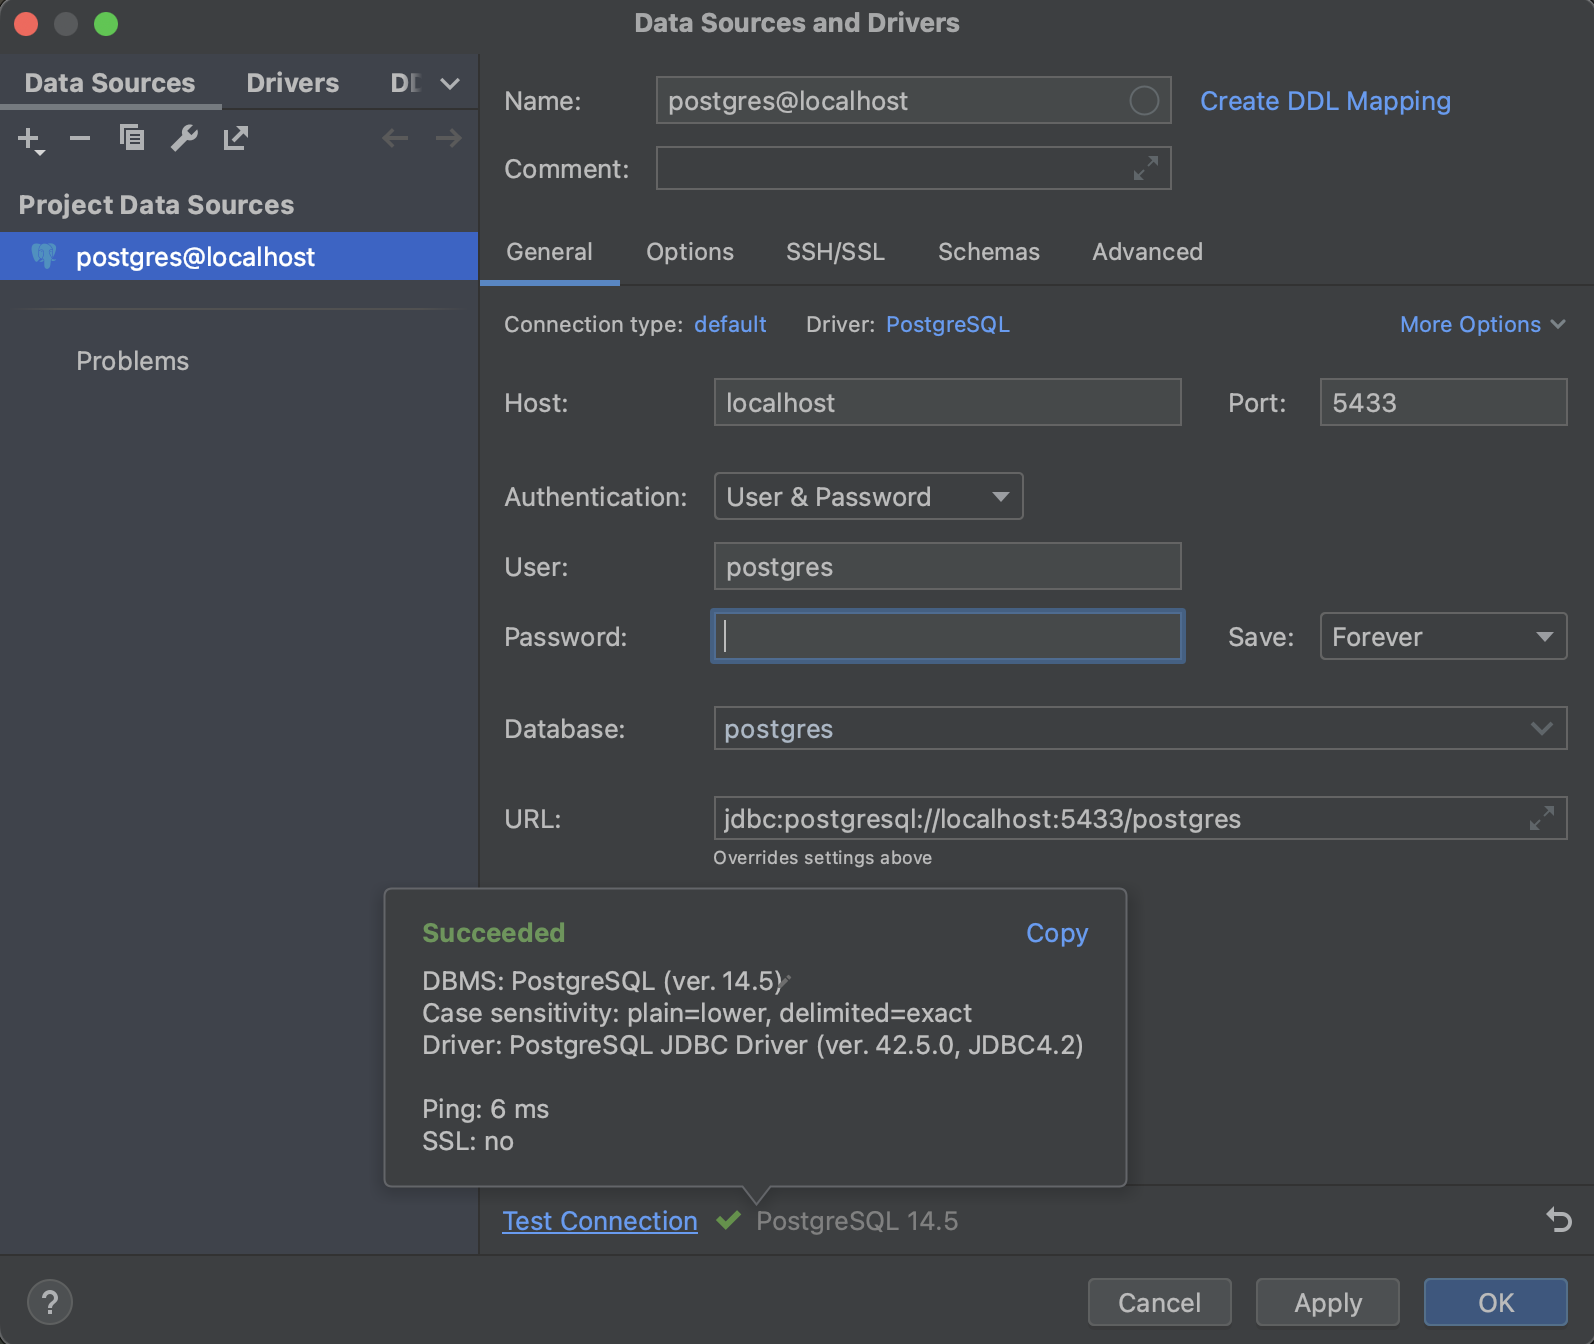 Data Sources and Drivers
Data Sources Drivers DD
Name: postgres@localhost Create DDL Mapping
Comment:
Project Data Sources
postgres@localhost
Problems
General Options SSH/SSL Schemas Advanced
Connection type: default Driver: PostgreSQL More Options
Host: localhost Port: 5433
Authentication: User & Password
User: postgres
Password: Save: Forever
Database: postgres
URL: jdbc:postgresql://localhost:5433/postgres
Overrides settings above
Succeeded Copy
DBMS: PostgreSQL (ver. 14.5)
Case sensitivity: plain=lower, delimited=exact
Driver: PostgreSQL JDBC Driver (ver. 42.5.0, JDBC4.2)
Ping: 6 ms
SSL: no
Test Connection PostgreSQL 14.5
? Cancel Apply OK